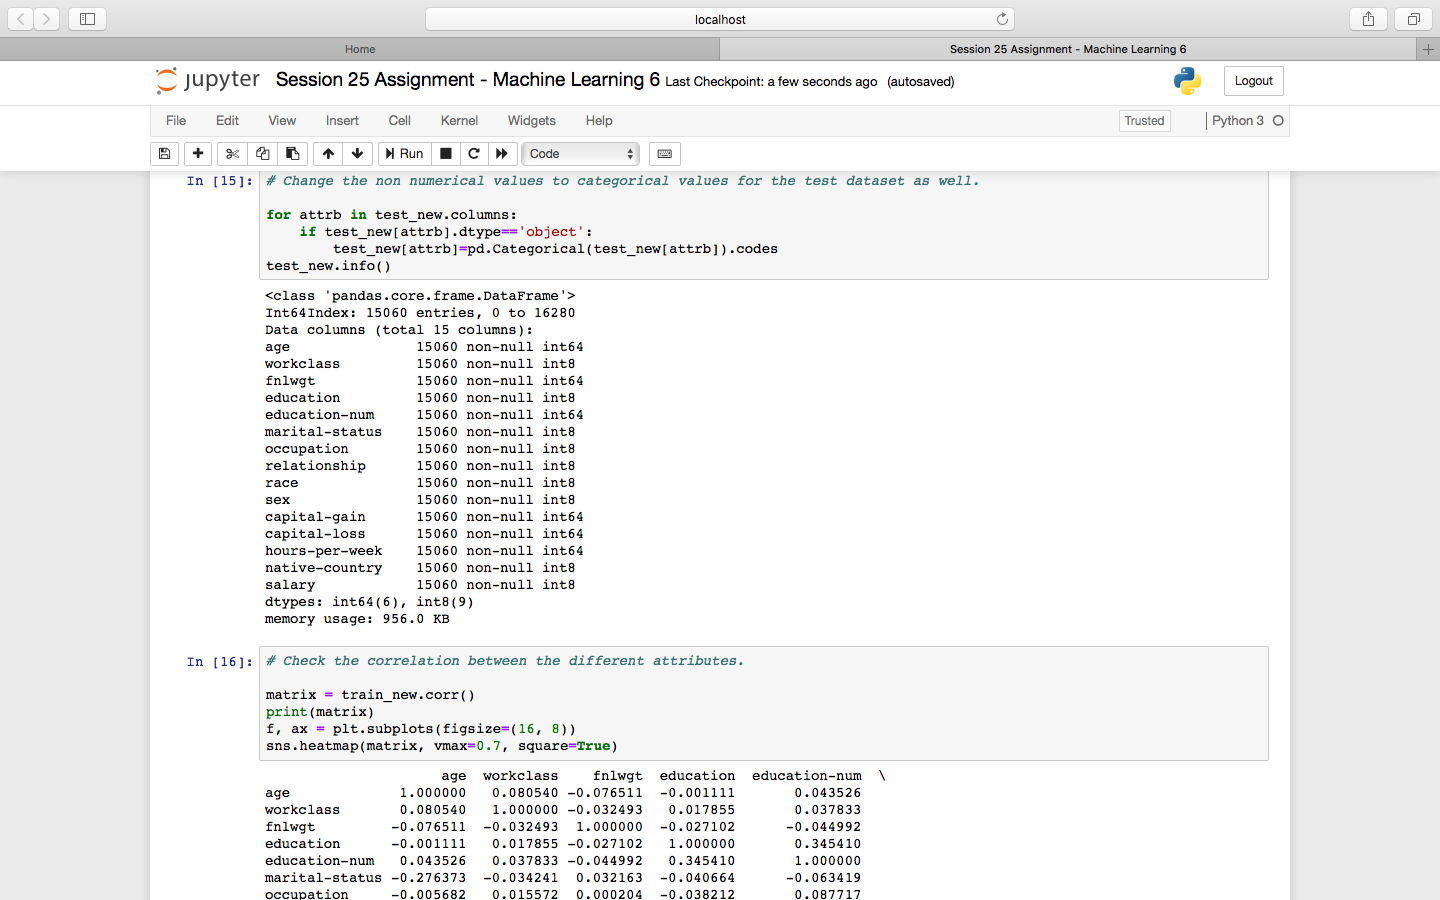 localhost
Home
Session 25 Assignment - Machine Learning 6
jupyter Session 25 Assignment - Machine Learning 6 Last Checkpoint: a few seconds ago (autosaved)
Logout
File Edit View Insert Cell Kernel Widgets Help
Trusted
Python 3
Run
Code
In [15]: # Change the non numerical values to categorical values for the test dataset as well.
for attrb in test_new.columns:
    if test_new[attrb].dtype=='object':
        test_new[attrb]=pd.Categorical(test_new[attrb]).codes
test_new.info()
<class 'pandas.core.frame.DataFrame'>
Int64Index: 15060 entries, 0 to 16280
Data columns (total 15 columns):
age               15060 non-null int64
workclass         15060 non-null int8
fnlwgt            15060 non-null int64
education         15060 non-null int8
education-num     15060 non-null int64
marital-status    15060 non-null int8
occupation        15060 non-null int8
relationship      15060 non-null int8
race              15060 non-null int8
sex               15060 non-null int8
capital-gain      15060 non-null int64
capital-loss      15060 non-null int64
hours-per-week    15060 non-null int64
native-country    15060 non-null int8
salary            15060 non-null int8
dtypes: int64(6), int8(9)
memory usage: 956.0 KB
In [16]: # Check the correlation between the different attributes.
matrix = train_new.corr()
print(matrix)
f, ax = plt.subplots(figsize=(16, 8))
sns.heatmap(matrix, vmax=0.7, square=True)
age  workclass    fnlwgt  education  education-num  \
age             1.000000   0.080540 -0.076511  -0.001111       0.043526
workclass       0.080540   1.000000 -0.032493   0.017855       0.037833
fnlwgt         -0.076511  -0.032493  1.000000  -0.027102      -0.044992
education      -0.001111   0.017855 -0.027102   1.000000       0.345410
education-num   0.043526   0.037833 -0.044992   0.345410       1.000000
marital-status -0.276373  -0.034241  0.032163  -0.040664      -0.063419
occupation     -0.005682   0.015572  0.000204  -0.038212       0.087717